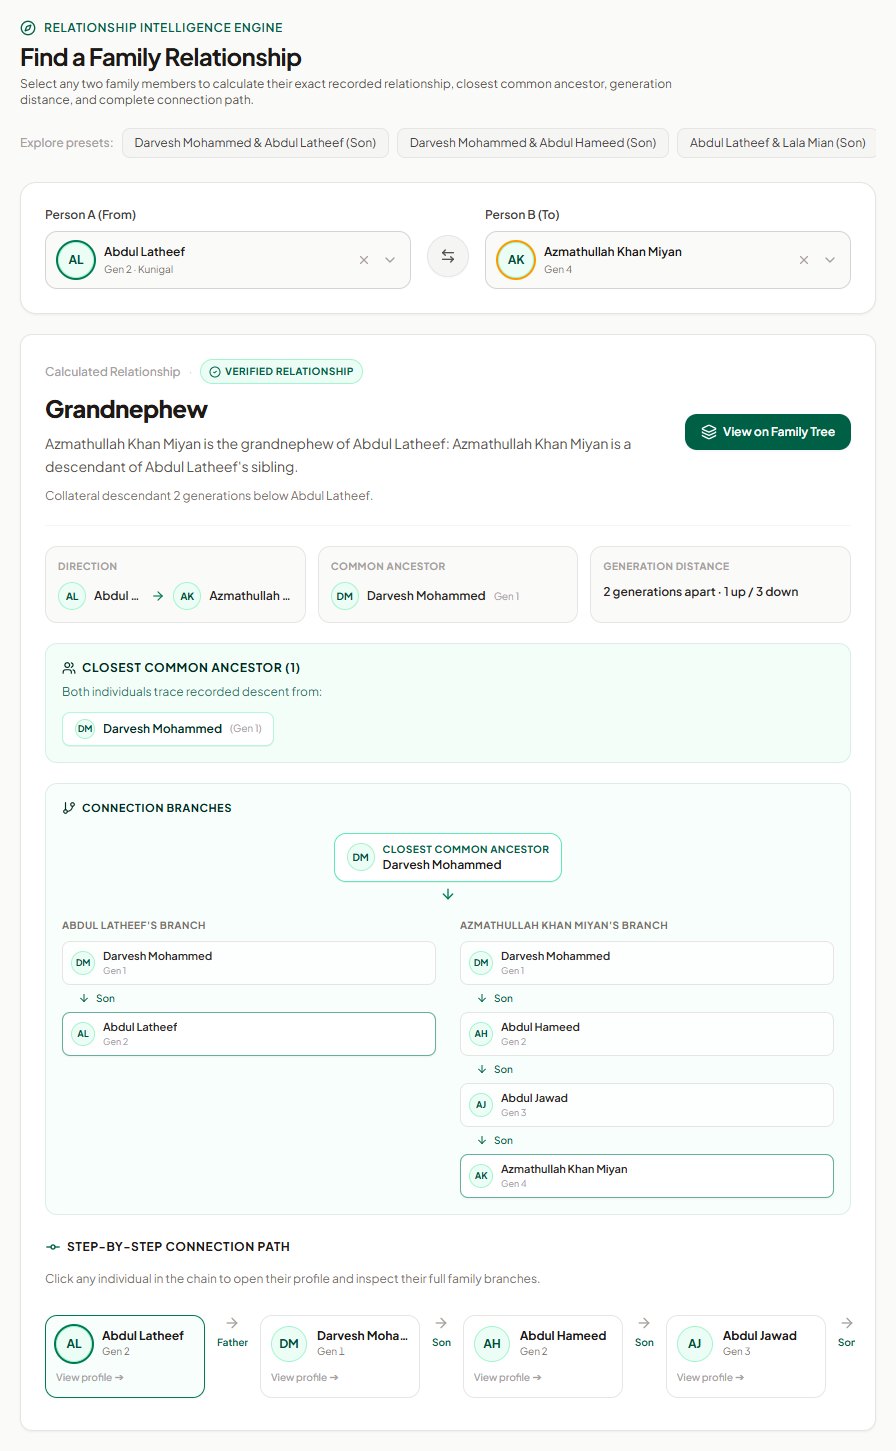 RELATIONSHIP INTELLIGENCE ENGINE
Find a Family Relationship
Select any two family members to calculate their exact recorded relationship, closest common ancestor, generation
distance, and complete connection path.
Explore presets: Darvesh Mohammed & Abdul Latheef (Son) Darvesh Mohammed & Abdul Hameed (Son) Abdul Latheef & Lala Mian (Son)
Person A (From) Person B (To)
AL Abdul Latheef
Gen 2 · Kunigal
AK Azmathullah Khan Miyan
Gen 4
Calculated Relationship · VERIFIED RELATIONSHIP
Grandnephew
Azmathullah Khan Miyan is the grandnephew of Abdul Latheef: Azmathullah Khan Miyan is a
descendant of Abdul Latheef's sibling.
Collateral descendant 2 generations below Abdul Latheef.
View on Family Tree
DIRECTION
AL Abdul ... → AK Azmathullah ...
COMMON ANCESTOR
DM Darvesh Mohammed Gen 1
GENERATION DISTANCE
2 generations apart · 1 up / 3 down
CLOSEST COMMON ANCESTOR (1)
Both individuals trace recorded descent from:
DM Darvesh Mohammed (Gen 1)
CONNECTION BRANCHES
DM CLOSEST COMMON ANCESTOR
Darvesh Mohammed
↓
ABDUL LATHEEF'S BRANCH
DM Darvesh Mohammed
Gen 1
↓ Son
AL Abdul Latheef
Gen 2
AZMATHULLAH KHAN MIYAN'S BRANCH
DM Darvesh Mohammed
Gen 1
↓ Son
AH Abdul Hameed
Gen 2
↓ Son
AJ Abdul Jawad
Gen 3
↓ Son
AK Azmathullah Khan Miyan
Gen 4
STEP-BY-STEP CONNECTION PATH
Click any individual in the chain to open their profile and inspect their full family branches.
AL Abdul Latheef
Gen 2
View profile →
→
Father
DM Darvesh Moha...
Gen 1
View profile →
→
Son
AH Abdul Hameed
Gen 2
View profile →
→
Son
AJ Abdul Jawad
Gen 3
View profile →
→
Son